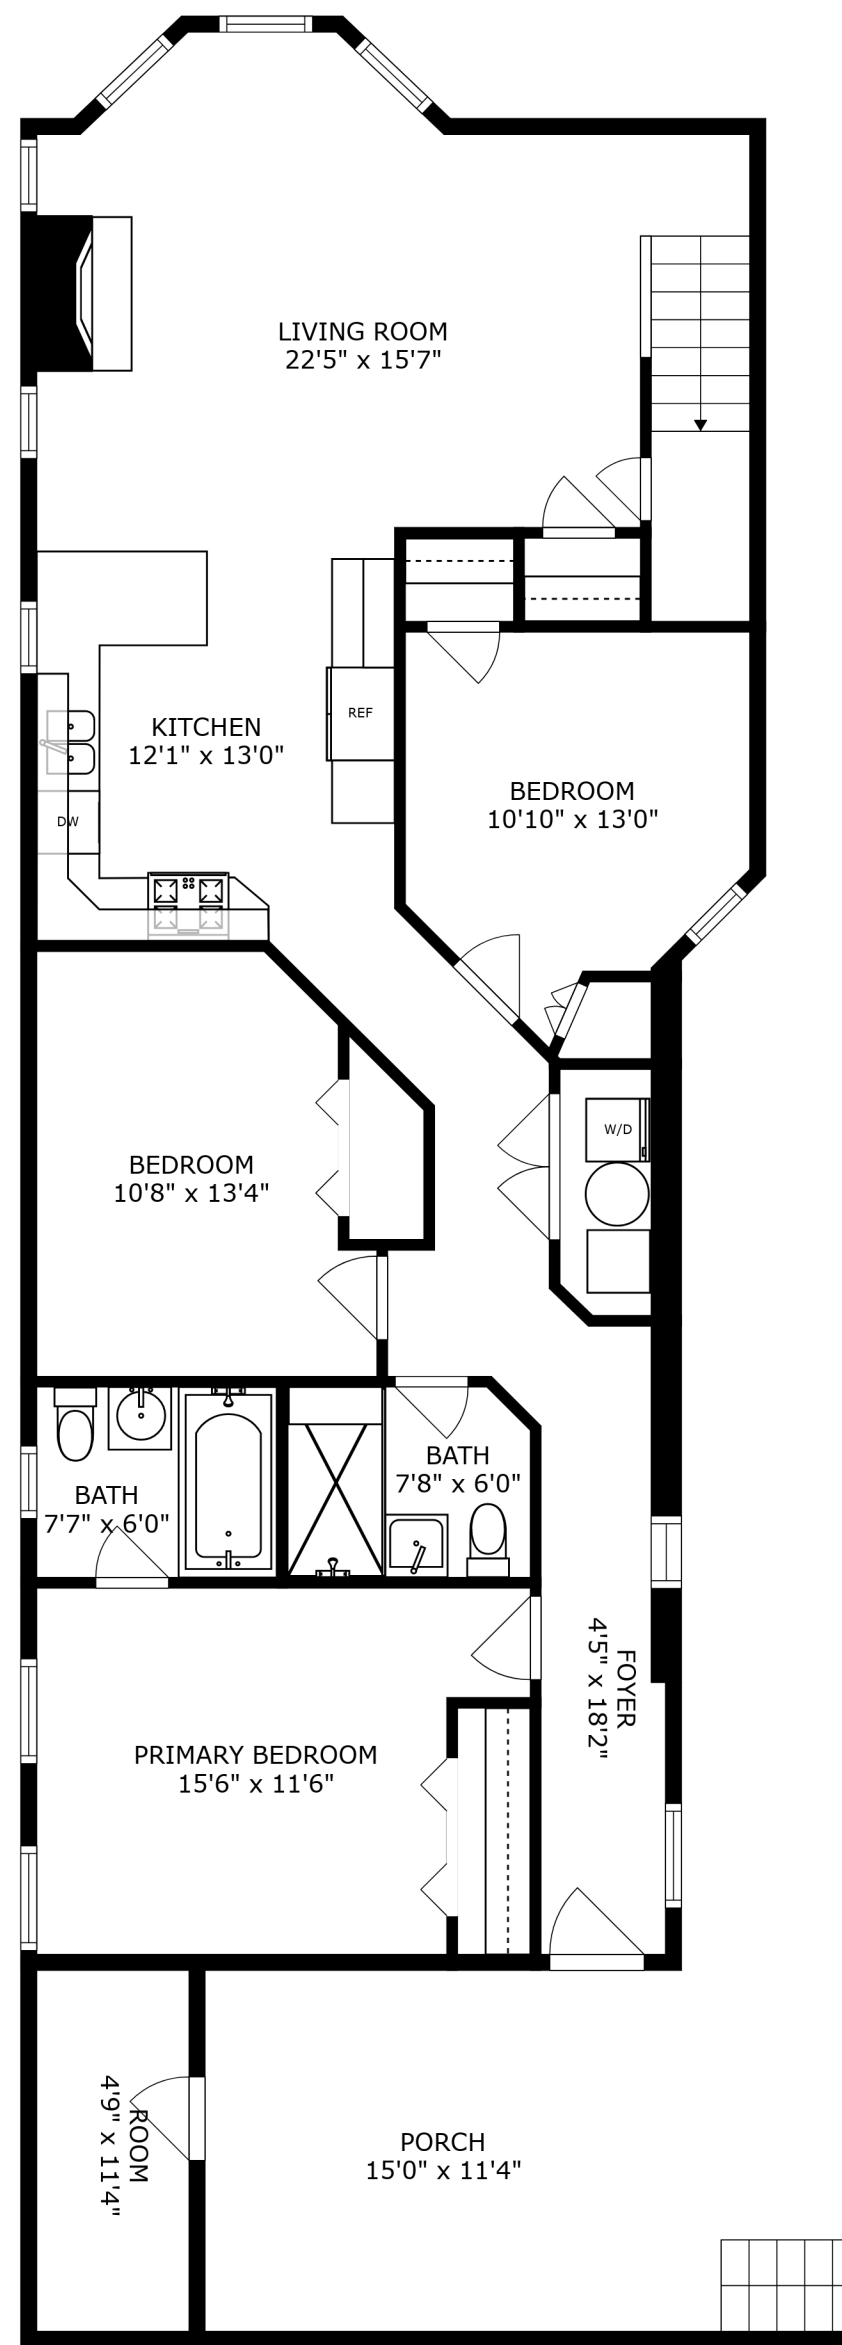 LIVING ROOM
22'5" x 15'7"
REF
KITCHEN
12'1" x 13'0"
DW
BEDROOM
10'10" x 13'0"
W/D
BEDROOM
10'8" x 13'4"
BATH
7'8" x 6'0"
BATH
7'7" x 6'0"
FOYER
4'5" x 18'2"
PRIMARY BEDROOM
15'6" x 11'6"
ROOM
4'9" x 11'4"
PORCH
15'0" x 11'4"